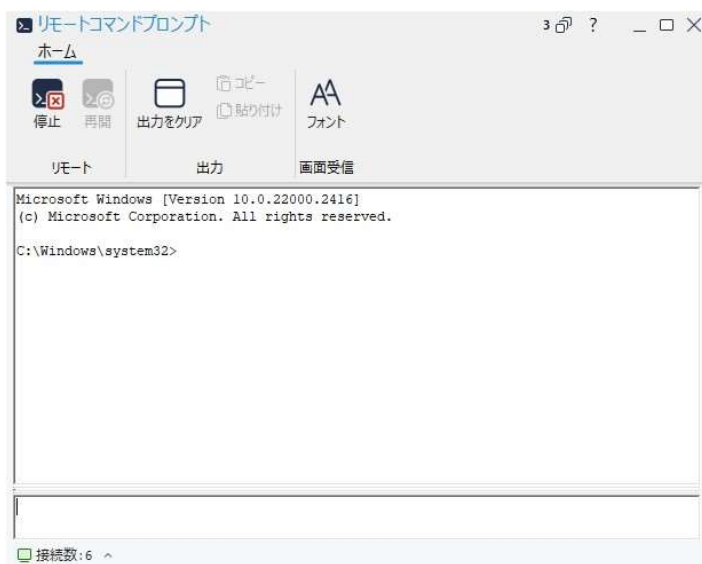 リモートコマンドプロンプト
3 ?
ホーム
停止 再開 出力をクリア コピー 貼り付け フォント
リモート 出力 画面受信
Microsoft Windows [Version 10.0.22000.2416]
(c) Microsoft Corporation. All rights reserved.
C:\Windows\system32>
接続数:6